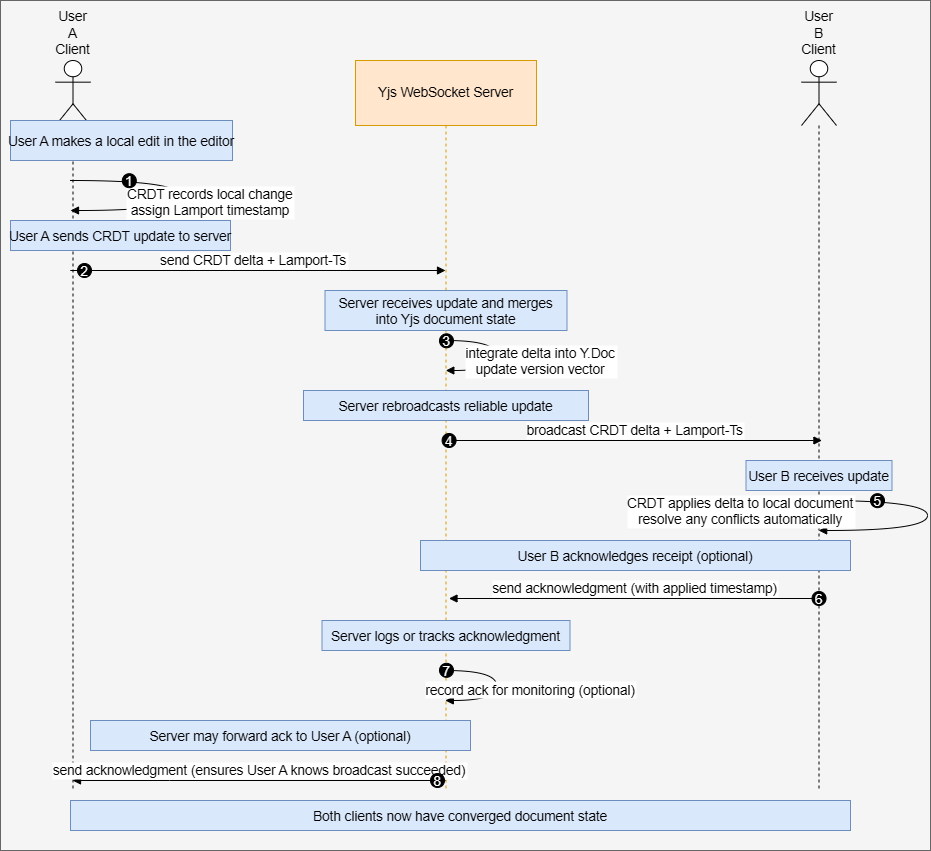 User
A
Client
User
B
Client
Yjs WebSocket Server
User A makes a local edit in the editor
1
CRDT records local change
assign Lamport timestamp
User A sends CRDT update to server
send CRDT delta + Lamport-Ts
2
Server receives update and merges
into Yjs document state
3
integrate delta into Y.Doc
update version vector
Server rebroadcasts reliable update
broadcast CRDT delta + Lamport-Ts
4
User B receives update
5
CRDT applies delta to local document
resolve any conflicts automatically
User B acknowledges receipt (optional)
send acknowledgment (with applied timestamp)
6
Server logs or tracks acknowledgment
7
record ack for monitoring (optional)
Server may forward ack to User A (optional)
send acknowledgment (ensures User A knows broadcast succeeded)
8
Both clients now have converged document state